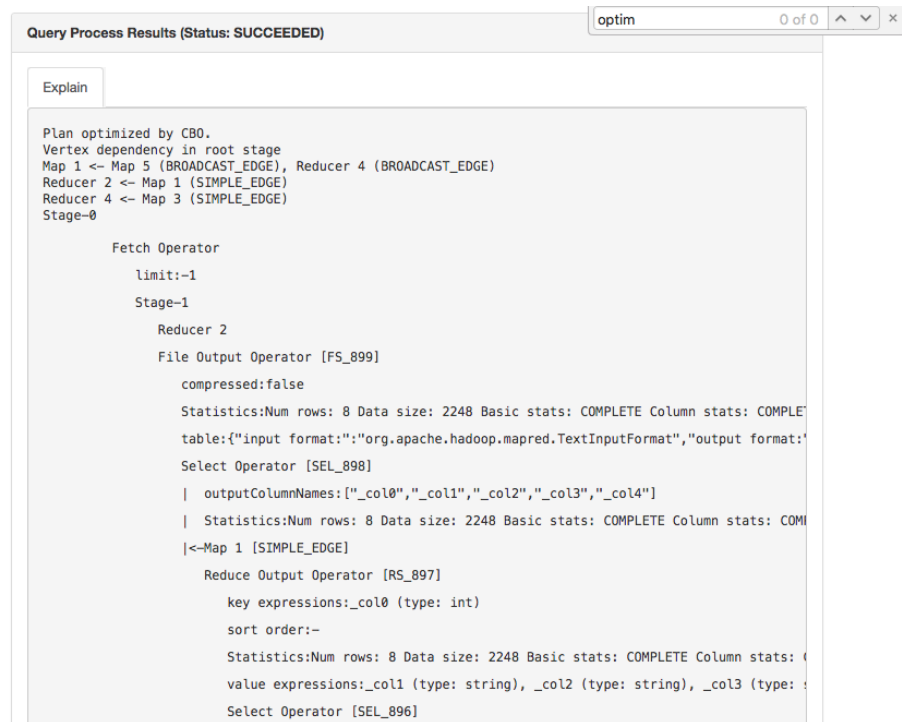 optim 0 of 0
Query Process Results (Status: SUCCEEDED)
Explain
Plan optimized by CBO.
Vertex dependency in root stage
Map 1 <- Map 5 (BROADCAST_EDGE), Reducer 4 (BROADCAST_EDGE)
Reducer 2 <- Map 1 (SIMPLE_EDGE)
Reducer 4 <- Map 3 (SIMPLE_EDGE)
Stage-0
Fetch Operator
limit:-1
Stage-1
Reducer 2
File Output Operator [FS_899]
compressed:false
Statistics:Num rows: 8 Data size: 2248 Basic stats: COMPLETE Column stats: COMPLET
table:{"input format:":"org.apache.hadoop.mapred.TextInputFormat","output format:"
Select Operator [SEL_898]
| outputColumnNames:["_col0","_col1","_col2","_col3","_col4"]
| Statistics:Num rows: 8 Data size: 2248 Basic stats: COMPLETE Column stats: COM
|<-Map 1 [SIMPLE_EDGE]
Reduce Output Operator [RS_897]
key expressions:_col0 (type: int)
sort order:-
Statistics:Num rows: 8 Data size: 2248 Basic stats: COMPLETE Column stats:
value expressions:_col1 (type: string), _col2 (type: string), _col3 (type:
Select Operator [SEL_896]